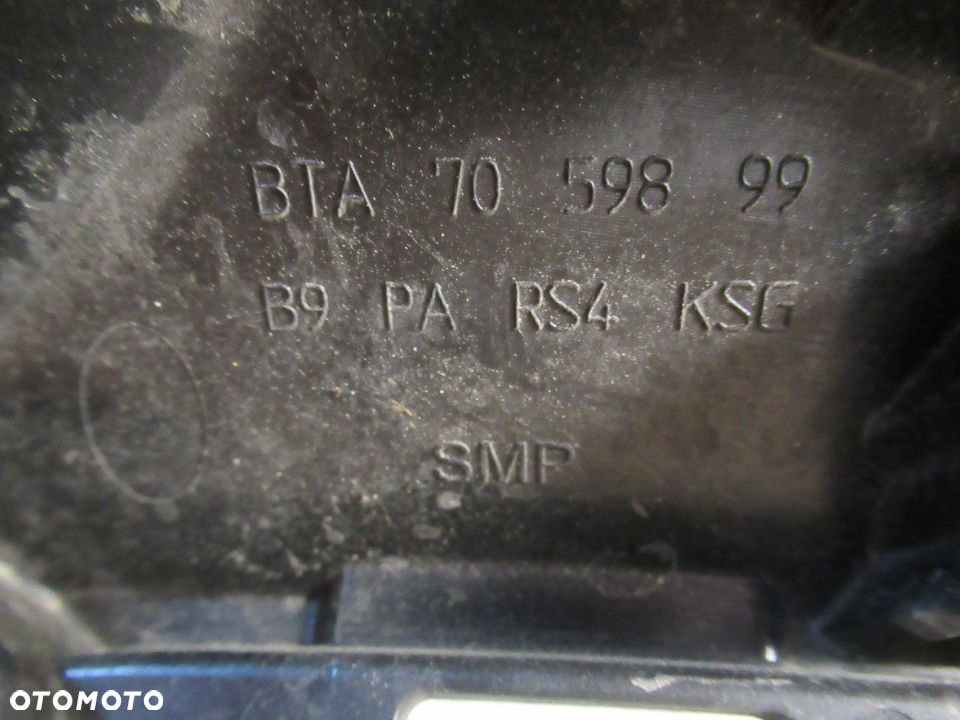 BTA 70 598 99
B9 PA RS4 KSG
SMP
OTOMOTO